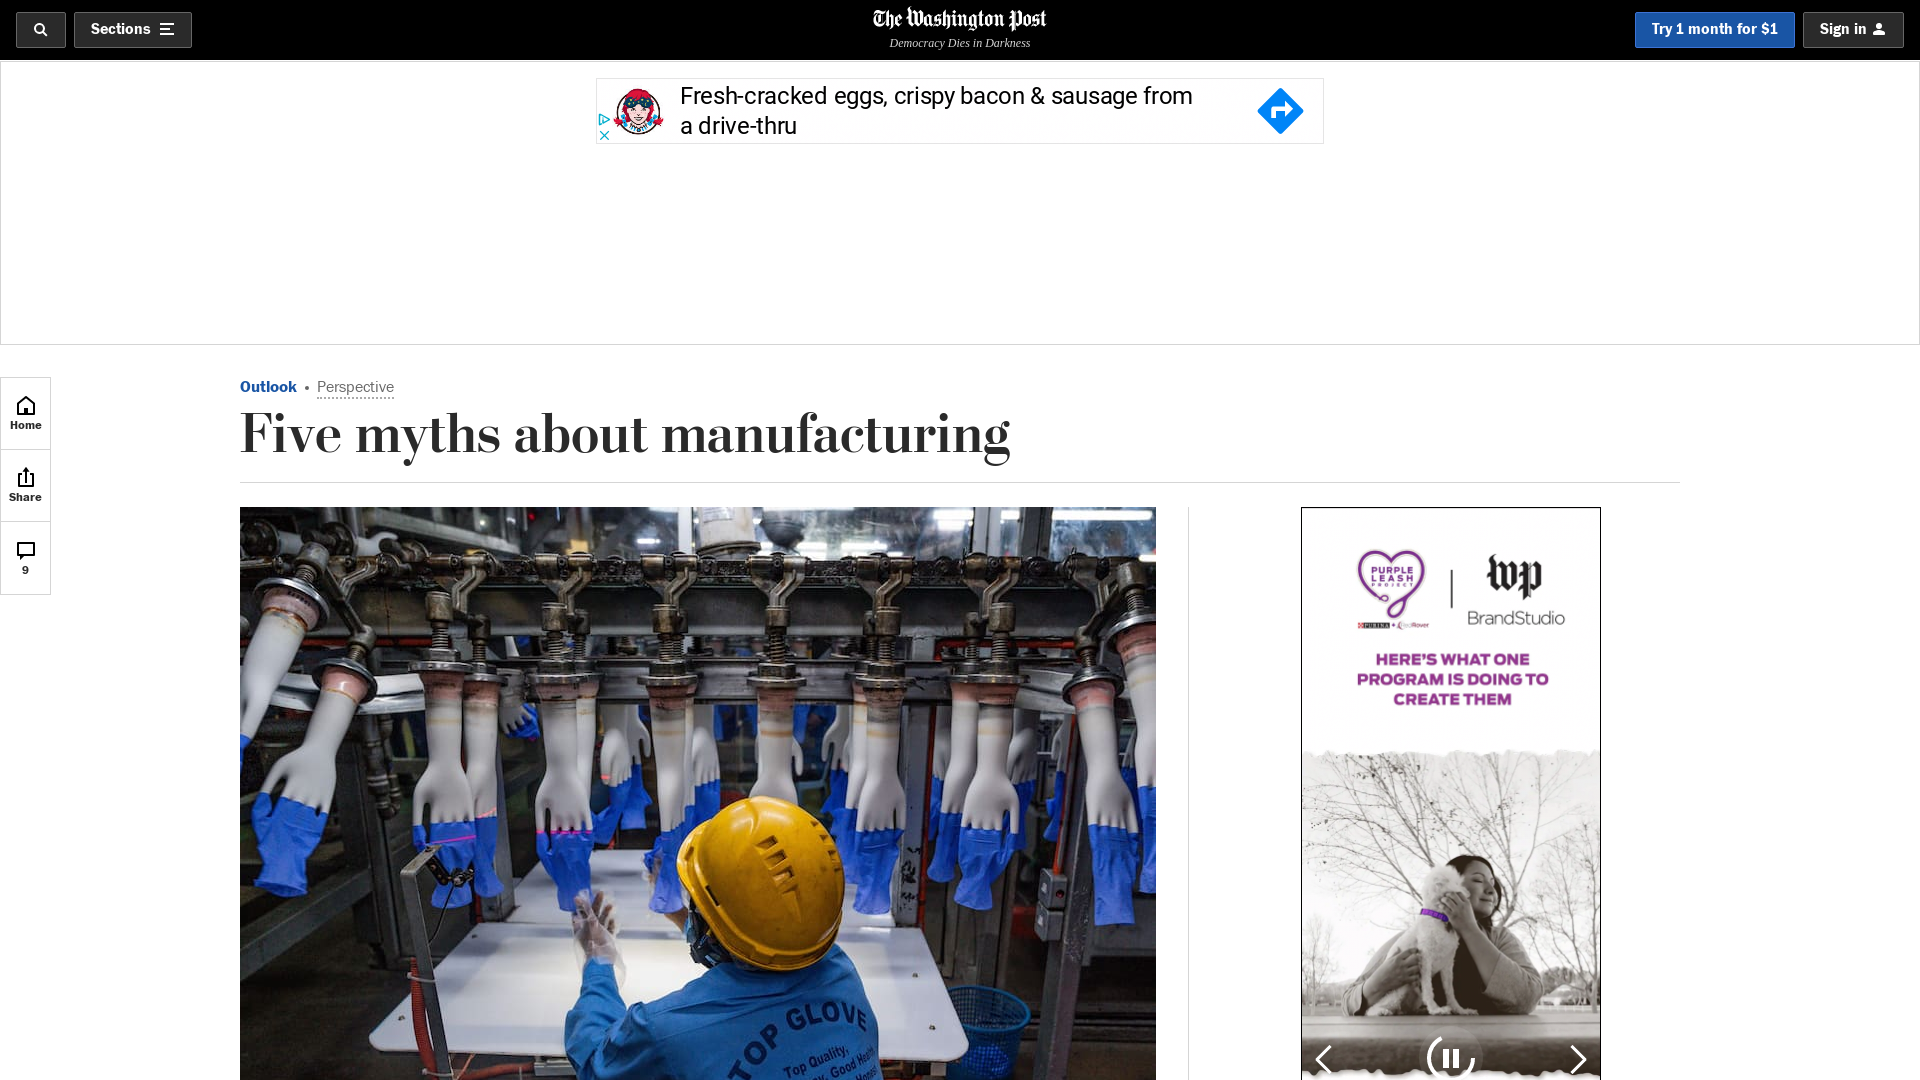 Sections
The Washington Post
Democracy Dies in Darkness
Try 1 month for $1
Sign in
Fresh-cracked eggs, crispy bacon & sausage from
a drive-thru
Home
Share
9
Outlook • Perspective
Five myths about manufacturing
TOP GLOVE
Top Quality,
Good Health
PURPLE
LEASH
PROJECT
PURINA
wp
BrandStudio
HERE'S WHAT ONE
PROGRAM IS DOING TO
CREATE THEM